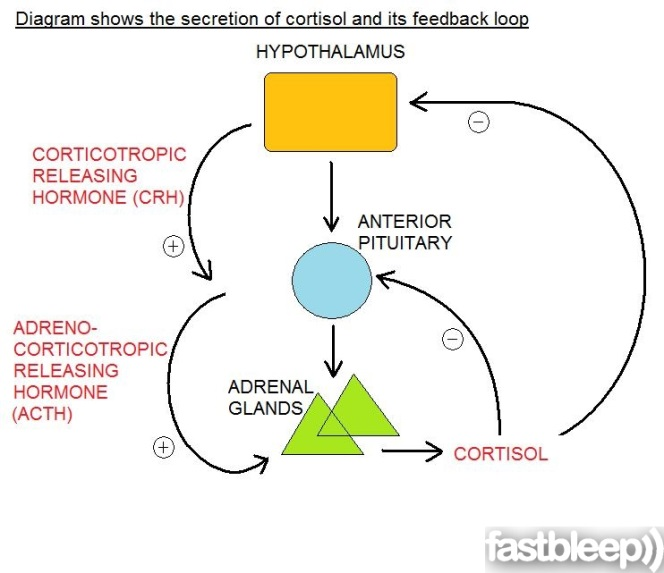 Diagram shows the secretion of cortisol and its feedback loop
HYPOTHALAMUS
CORTICOTROPIC
RELEASING
HORMONE (CRH)
ANTERIOR
PITUITARY
ADRENO-
CORTICOTROPIC
RELEASING
HORMONE
(ACTH)
ADRENAL
GLANDS
CORTISOL
fastbleep